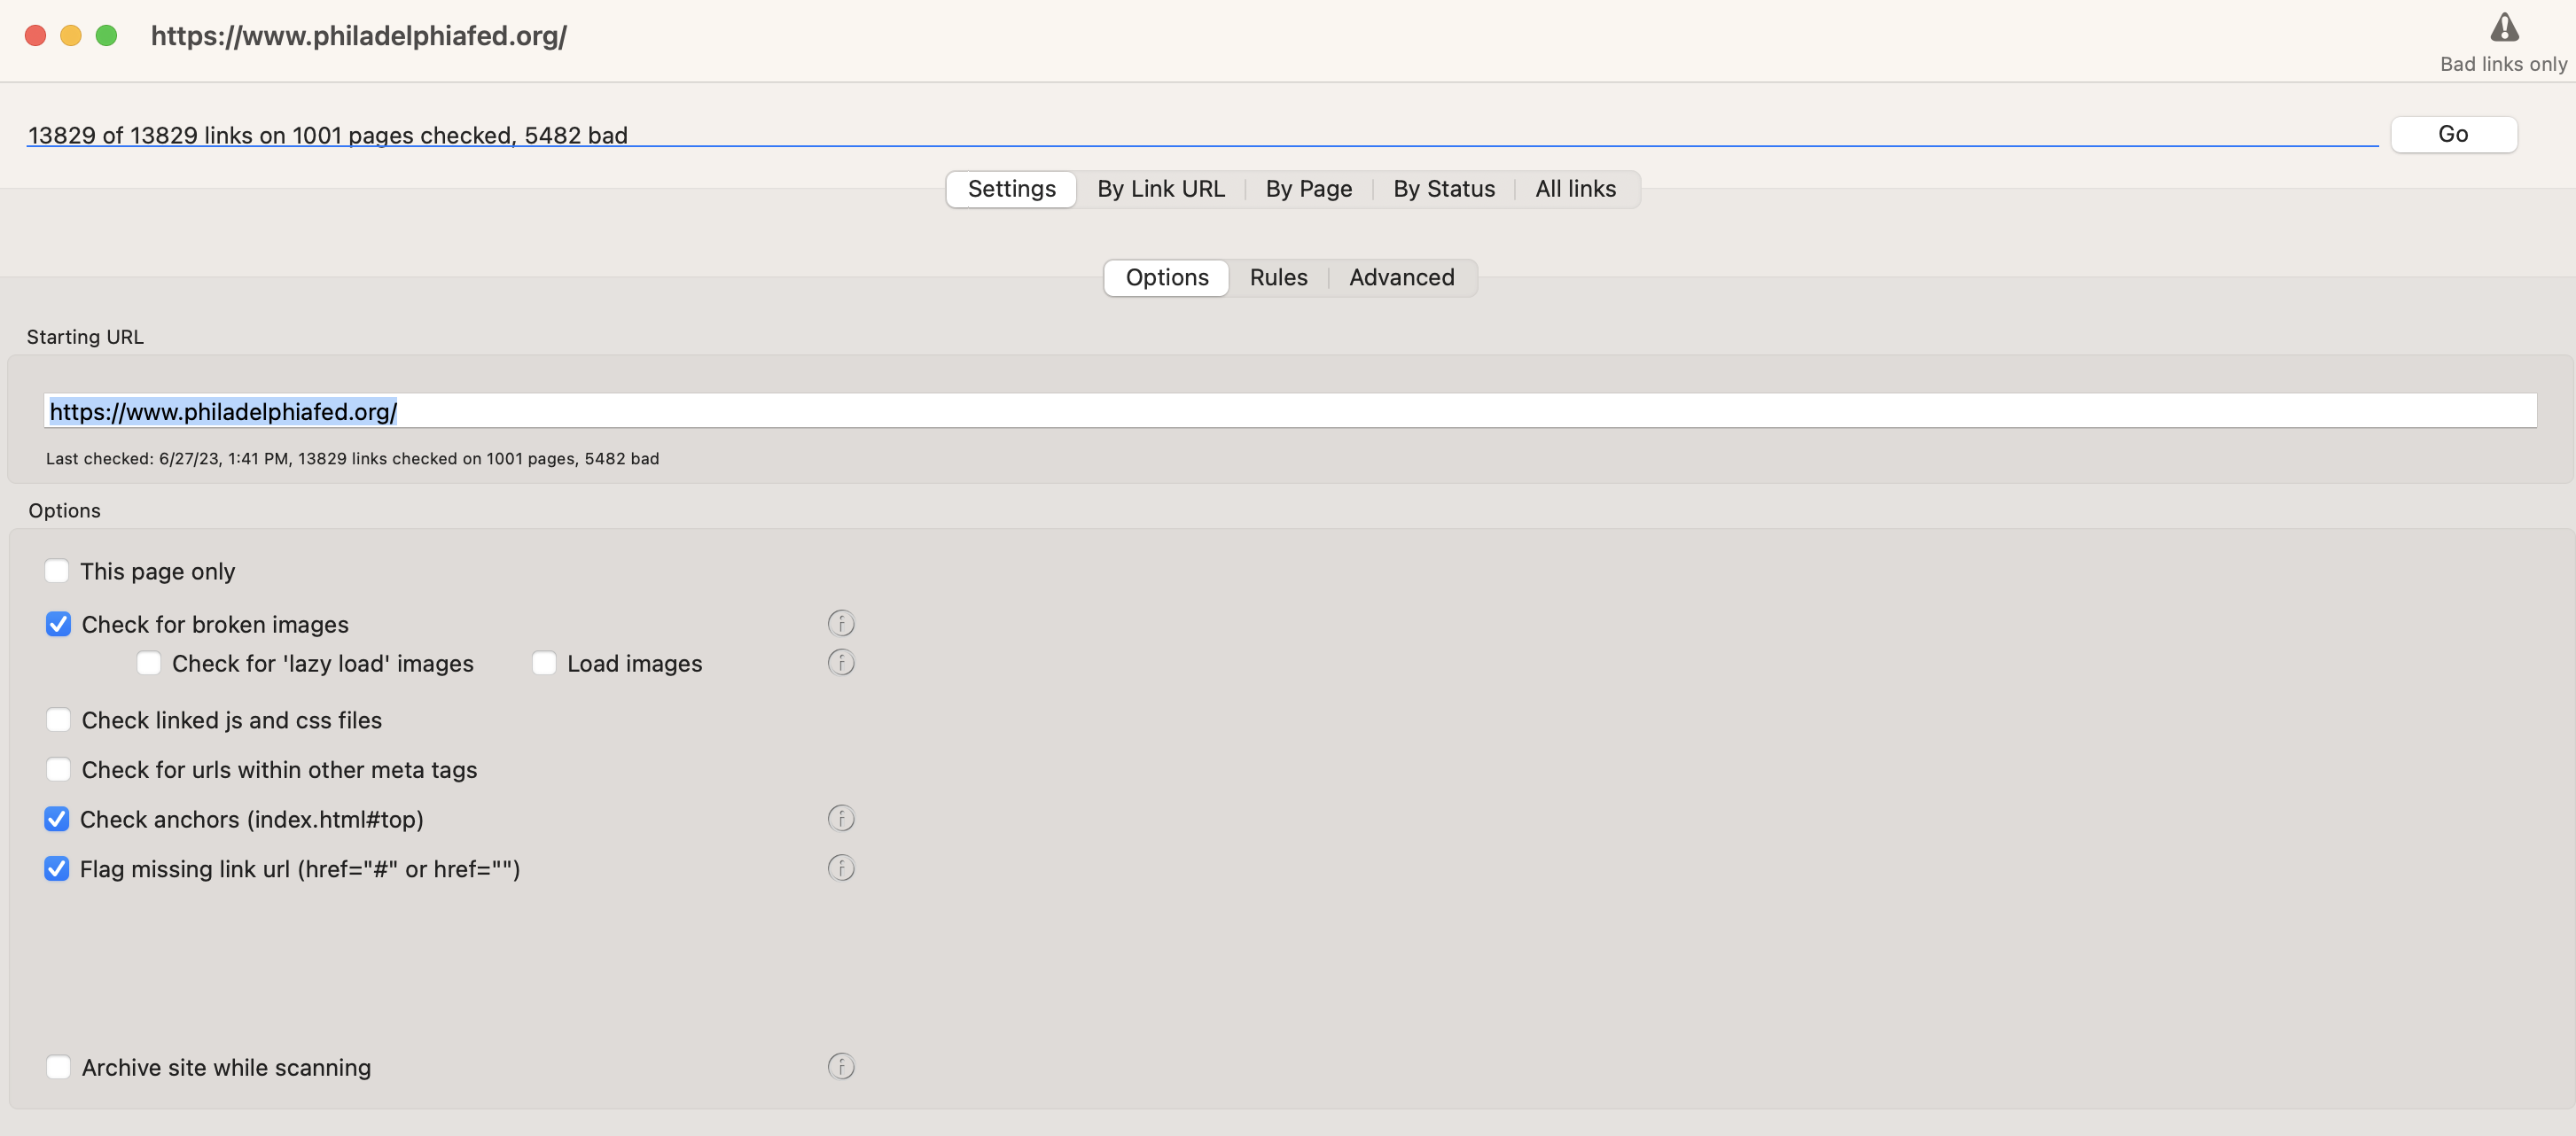 https://www.philadelphiafed.org/
Bad links only
13829 of 13829 links on 1001 pages checked, 5482 bad
Go
Settings By Link URL By Page By Status All links
Options Rules Advanced
Starting URL
https://www.philadelphiafed.org/
Last checked: 6/27/23, 1:41 PM, 13829 links checked on 1001 pages, 5482 bad
Options
This page only
Check for broken images
Check for 'lazy load' images Load images
Check linked js and css files
Check for urls within other meta tags
Check anchors (index.html#top)
Flag missing link url (href="#" or href="")
Archive site while scanning